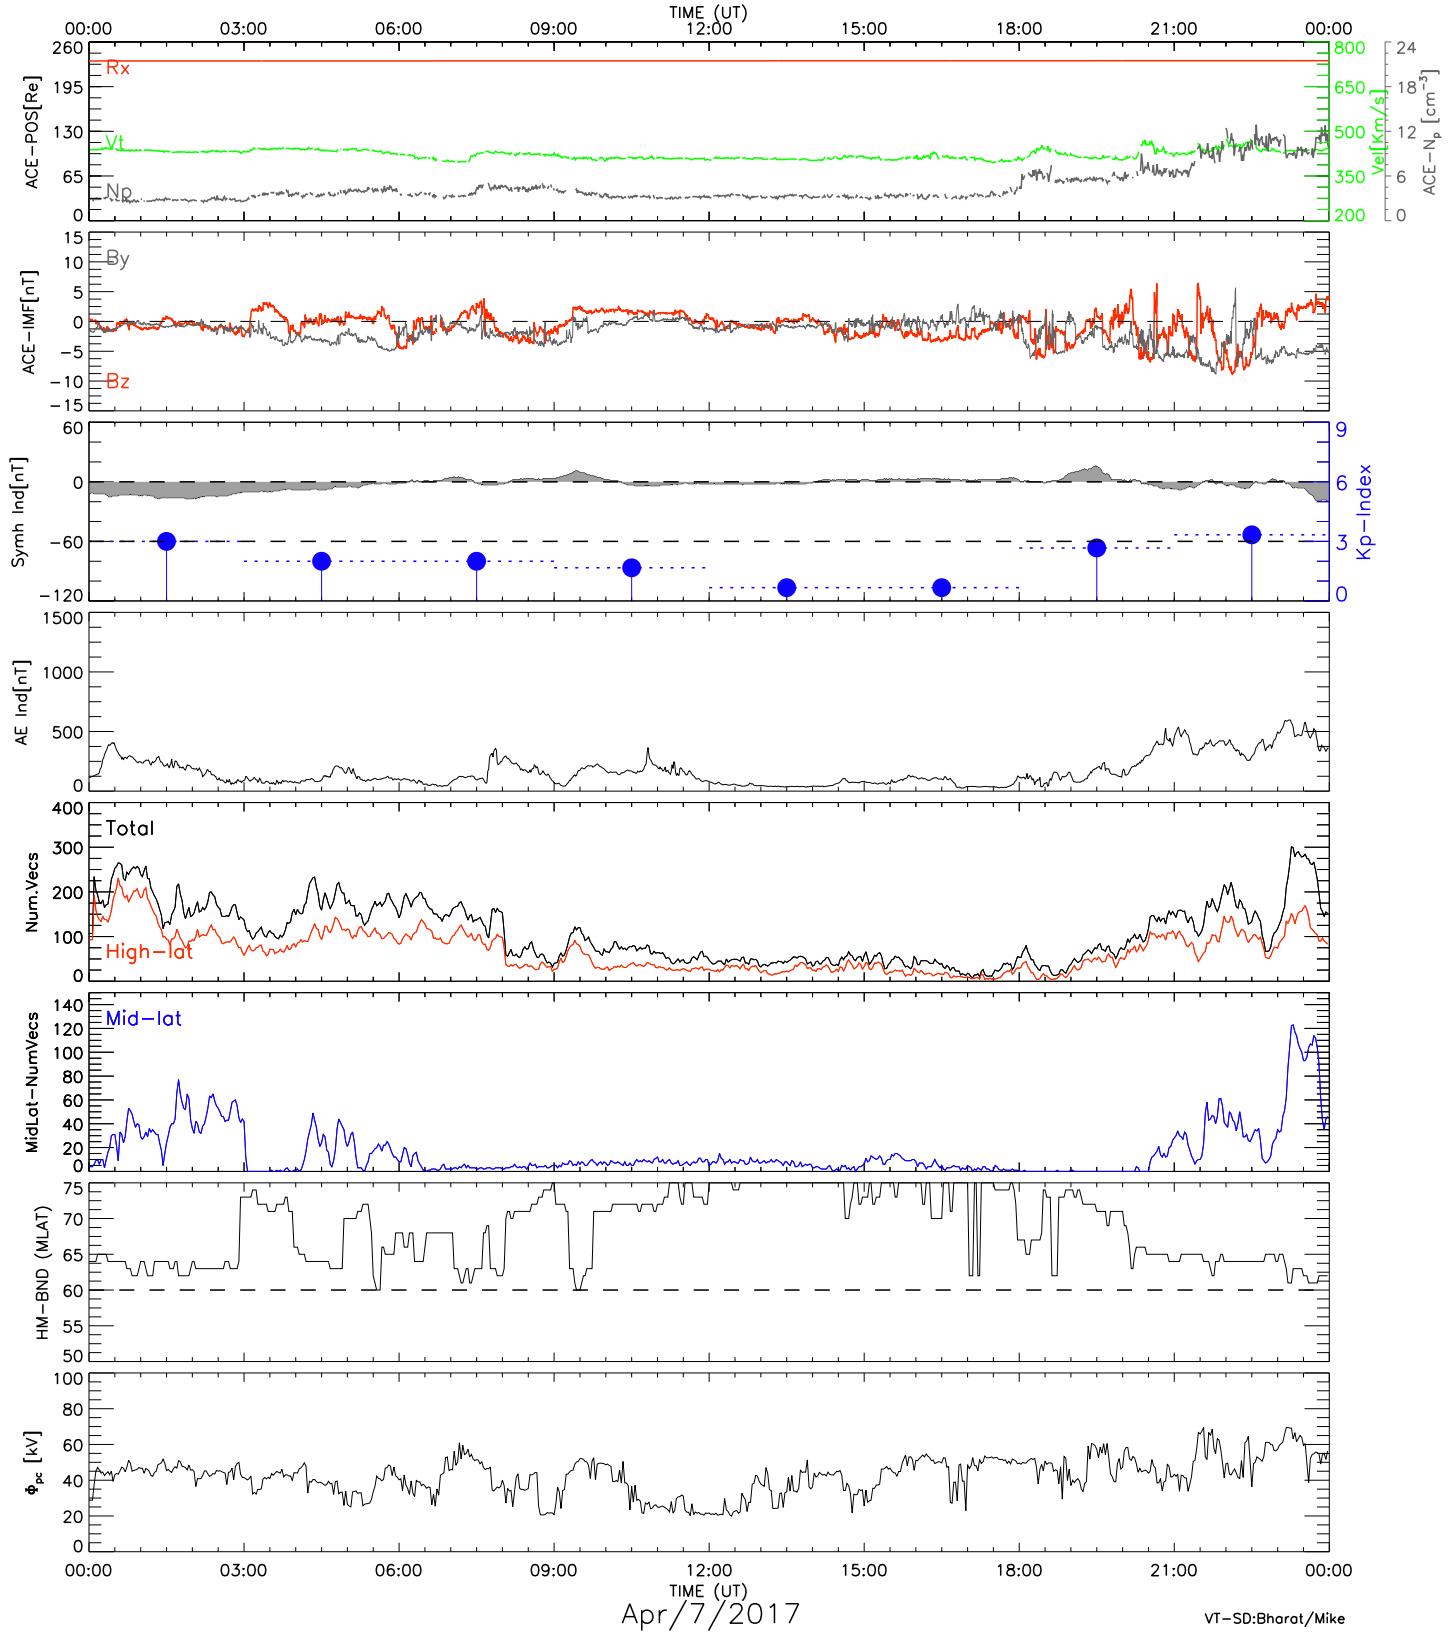 TIME (UT)
00:00 03:00 06:00 09:00 12:00 15:00 18:00 21:00 00:00
260 195 130 65 0
ACE-POS[Re]
Rx
Vt
Np
800 650 500 350 200
Vel[Km/s]
24 18 12 6 0
ACE-Np [cm-3]
15 10 5 0 -5 -10 -15
ACE-IMF[nT]
By
Bz
60 0 -60 -120
Symh Ind[nT]
9 6 3 0
Kp-Index
1500 1000 500 0
AE Ind[nT]
400 300 200 100 0
Num.Vecs
Total
High-lat
140 120 100 80 60 40 20 0
MidLat-NumVecs
Mid-lat
75 70 65 60 55 50
HM-BND (MLAT)
100 80 60 40 20 0
Φpc [kV]
00:00 03:00 06:00 09:00 12:00 15:00 18:00 21:00 00:00
TIME (UT)
Apr/7/2017
VT-SD:Bharat/Mike